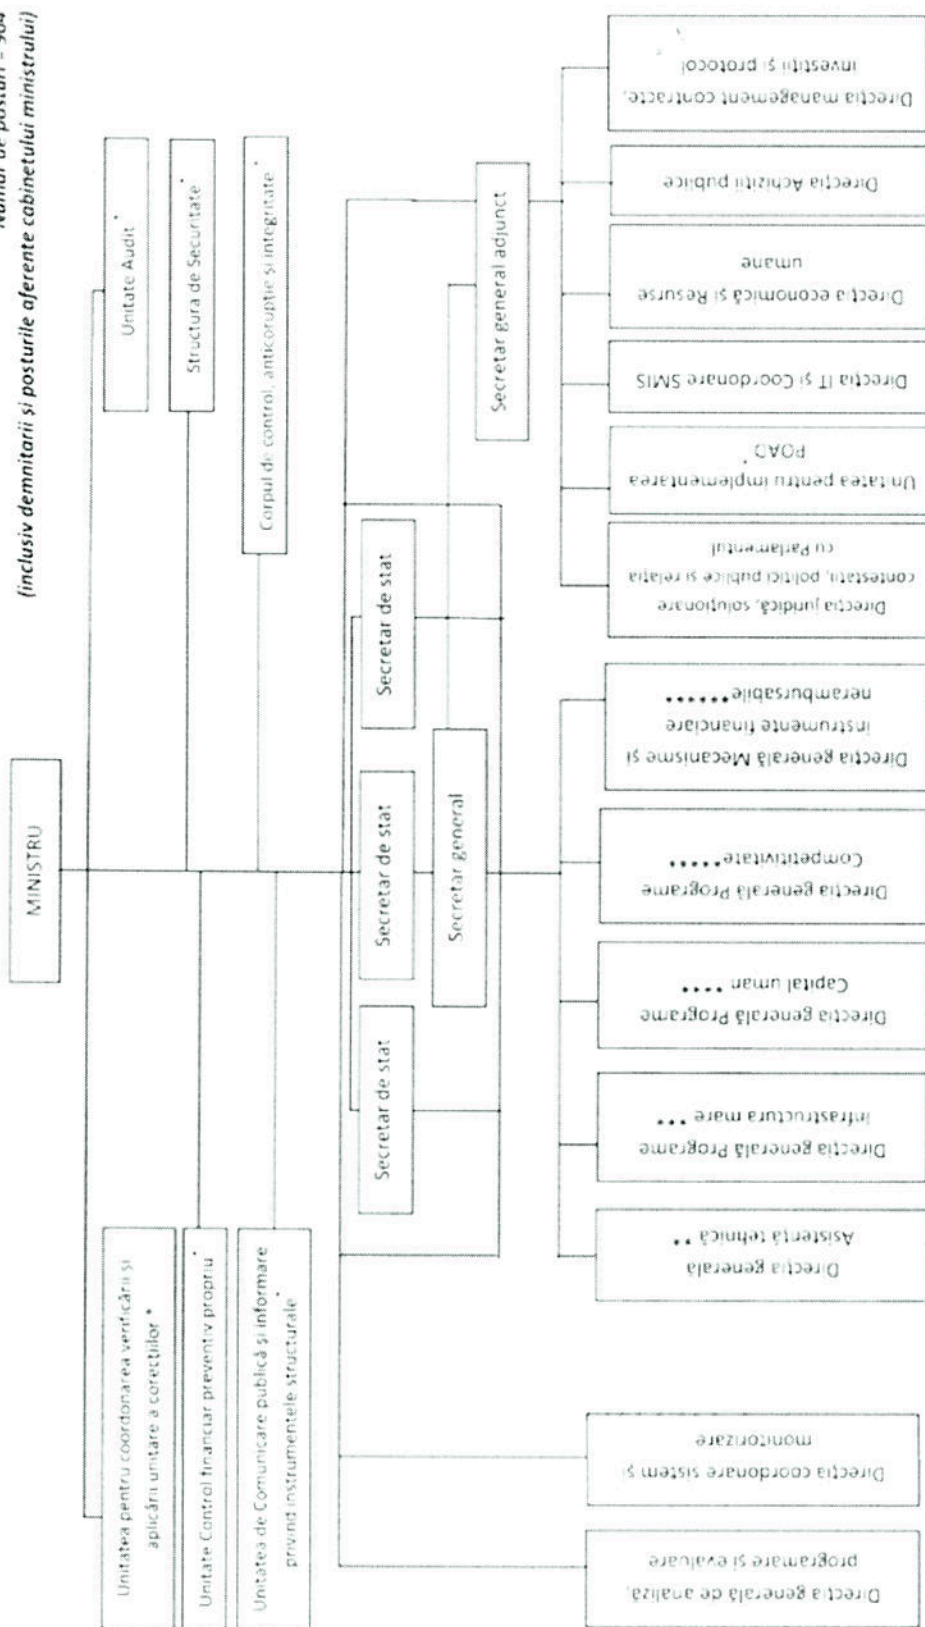 Număr de posturi = 964
(inclusiv demnitarii și posturile aferente cabinetului ministrului)
MINISTRU
Unitatea pentru coordonarea verificării și
aplicării unitare a corecțiilor *
Unitate Audit *
Unitate Control financiar preventiv propriu *
Structura de Securitate *
Unitatea de Comunicare publică și informare
privind instrumentele structurale *
Corpul de control, anticorupție și integritate *
Secretar de stat
Secretar de stat
Secretar de stat
Secretar general
Secretar general adjunct
Direcția generală de analiză,
programare și evaluare
Direcția coordonare sistem și
monitorizare
Direcția generală
Asistență tehnică **
Direcția generală Programe
infrastructura mare ***
Direcția generală Programe
Capital uman ****
Direcția generală Programe
Competitivitate*****
Direcția generală Mecanisme și
instrumente financiare
nerambursabile******
Direcția juridică, soluționare
contestații, politici publice și relația
cu Parlamentul
Unitatea pentru implementarea
POAD *
Direcția IT și Coordonare SMIS
Direcția economică și Resurse
umane
Direcția Achiziții publice
Direcția management contracte,
investiții și protocol